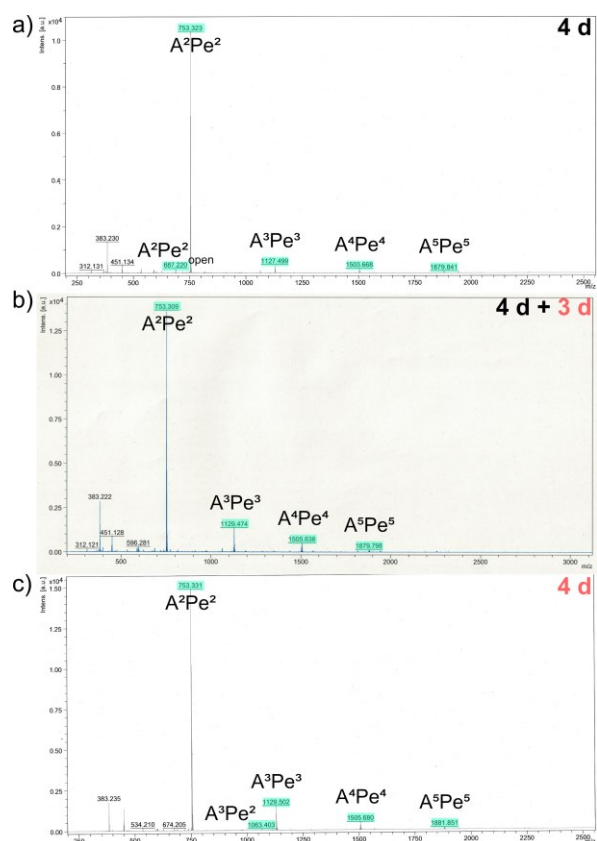 a)
4 d
Intens. [a.u.]
x10⁴
753.323
A²Pe²
1.0
0.8
0.6
0.4
0.2
0.0
383.230
312.131
451.134
A²Pe²
687.220
open
A³Pe³
1127.499
A⁴Pe⁴
1505.668
A⁵Pe⁵
1879.841
250
500
750
1000
1250
1500
1750
2000
2250
2500
m/z
b)
4 d + 3 d
Intens. [a.u.]
x10⁴
753.309
A²Pe²
1.25
1.00
0.75
0.50
0.25
0.00
383.222
312.121
451.128
596.281
A³Pe³
1129.474
A⁴Pe⁴
1505.638
A⁵Pe⁵
1879.798
500
1000
1500
2000
2500
3000
m/z
c)
4 d
Intens. [a.u.]
x10⁴
753.331
A²Pe²
1.50
1.25
1.00
0.75
0.50
0.25
0.00
383.235
534.210
674.205
A³Pe²
1063.403
A³Pe³
1129.502
A⁴Pe⁴
1505.680
A⁵Pe⁵
1881.851
250
500
750
1000
1250
1500
1750
2000
2250
2500
m/z